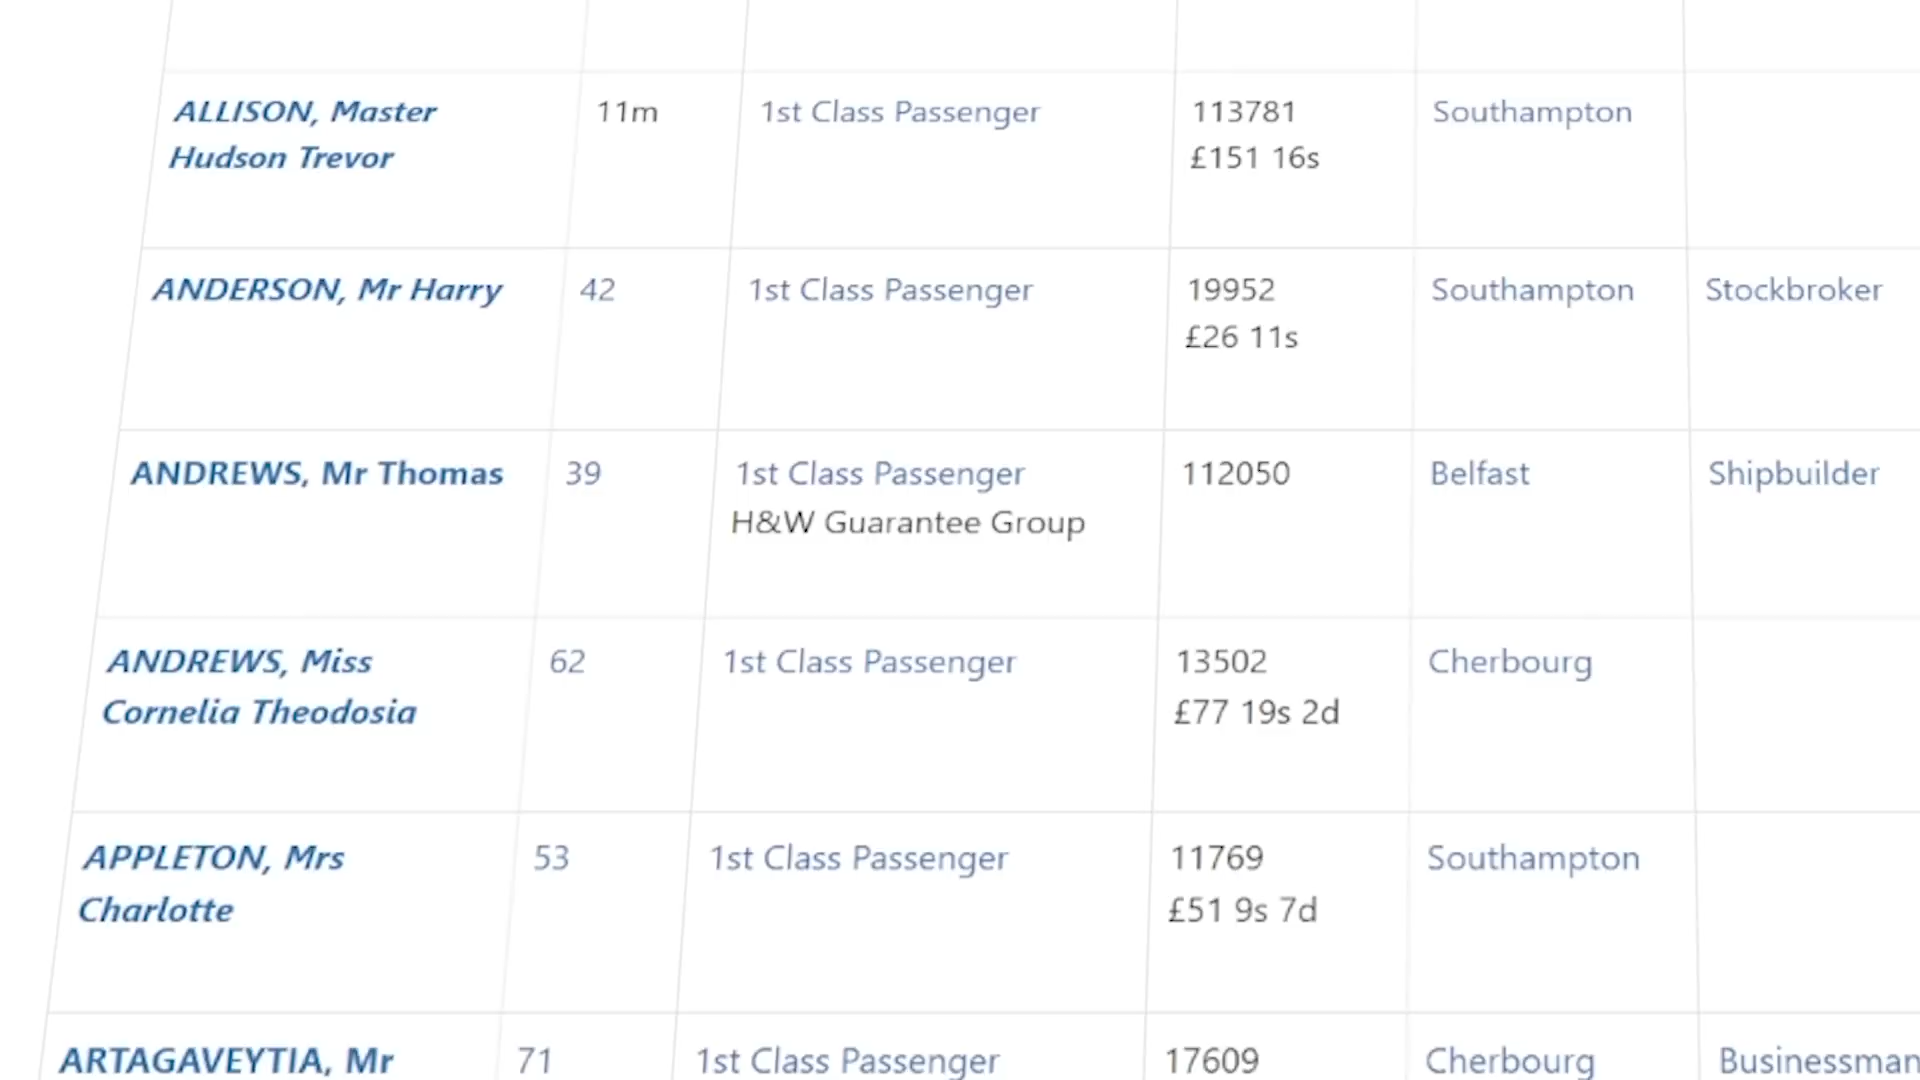 ALLISON, Master 11m 1st Class Passenger 113781 Southampton
Hudson Trevor £151 16s
ANDERSON, Mr Harry 42 1st Class Passenger 19952 Southampton Stockbroker
£26 11s
ANDREWS, Mr Thomas 39 1st Class Passenger 112050 Belfast Shipbuilder
H&W Guarantee Group
ANDREWS, Miss 62 1st Class Passenger 13502 Cherbourg
Cornelia Theodosia £77 19s 2d
APPLETON, Mrs 53 1st Class Passenger 11769 Southampton
Charlotte £51 9s 7d
ARTAGAVEYTIA, Mr 71 1st Class Passenger 17609 Cherbourg Businessman